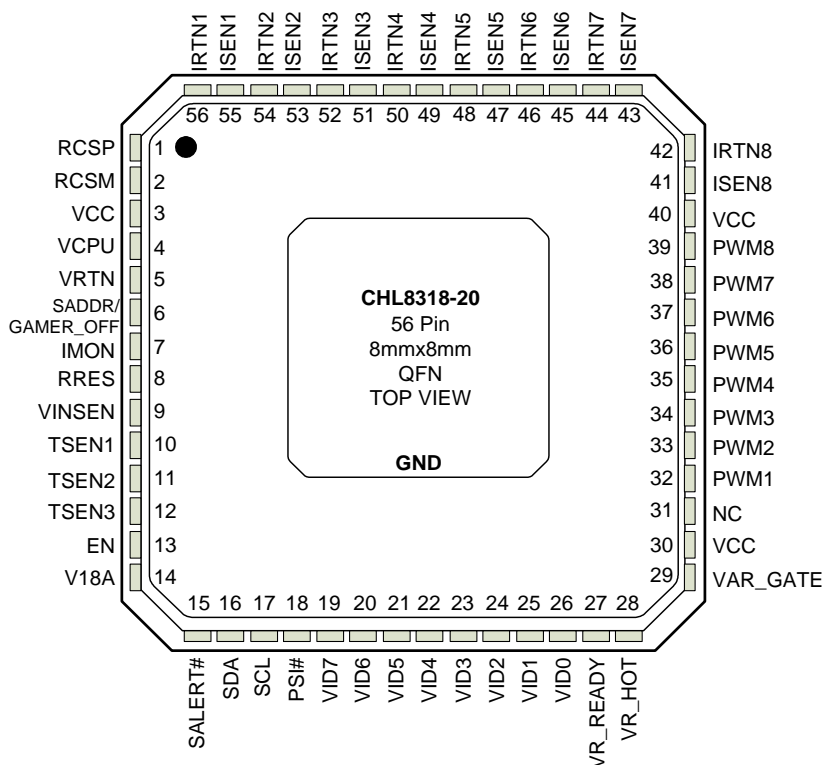 IRTN1
ISEN1
IRTN2
ISEN2
IRTN3
ISEN3
IRTN4
ISEN4
IRTN5
ISEN5
IRTN6
ISEN6
IRTN7
ISEN7
56 55 54 53 52 51 50 49 48 47 46 45 44 43
RCSP 1
RCSM 2
VCC 3
VCPU 4
VRTN 5
SADDR/
GAMER_OFF 6
IMON 7
RRES 8
VINSEN 9
TSEN1 10
TSEN2 11
TSEN3 12
EN 13
V18A 14
CHL8318-20
56 Pin
8mmx8mm
QFN
TOP VIEW
GND
42 IRTN8
41 ISEN8
40 VCC
39 PWM8
38 PWM7
37 PWM6
36 PWM5
35 PWM4
34 PWM3
33 PWM2
32 PWM1
31 NC
30 VCC
29 VAR_GATE
15 16 17 18 19 20 21 22 23 24 25 26 27 28
SALERT#
SDA
SCL
PSI#
VID7
VID6
VID5
VID4
VID3
VID2
VID1
VID0
VR_READY
VR_HOT